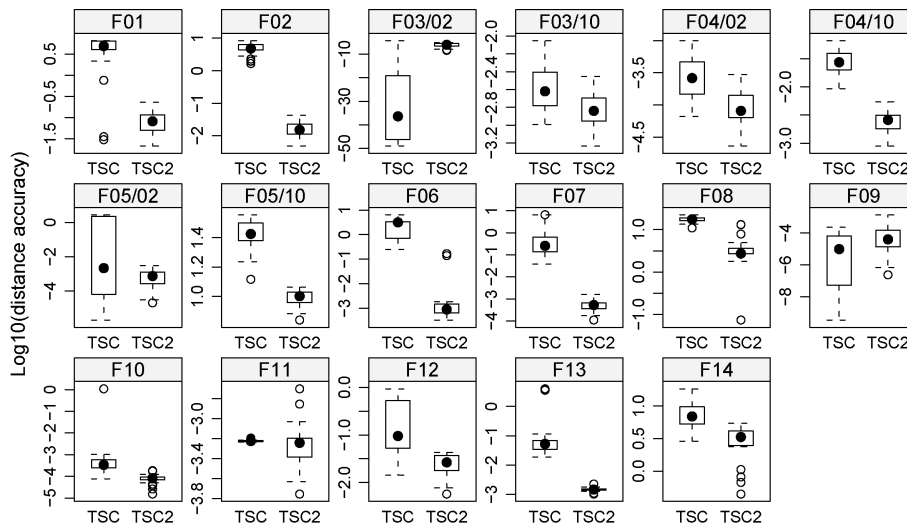 Log10(distance accuracy)
F01
0.5
-0.5
-1.5
TSC TSC2
F02
0
-1
-2
TSC TSC2
F03/02
-10
-30
-50
TSC TSC2
F03/10
-2.0
-2.4
-2.8
-3.2
TSC TSC2
F04/02
-3.5
-4.5
TSC TSC2
F04/10
-2.0
-3.0
TSC TSC2
F05/02
0
-2
-4
TSC TSC2
F05/10
1.4
1.2
1.0
TSC TSC2
F06
1
0
-1
-3
TSC TSC2
F07
1
0
-1
-2
-3
-4
TSC TSC2
F08
1.0
0.0
-1.0
TSC TSC2
F09
-4
-6
-8
TSC TSC2
F10
0
-1
-2
-3
-4
-5
TSC TSC2
F11
-3.0
-3.4
-3.8
TSC TSC2
F12
0.0
-1.0
-2.0
TSC TSC2
F13
0
-1
-2
-3
TSC TSC2
F14
1.0
0.5
0.0
TSC TSC2